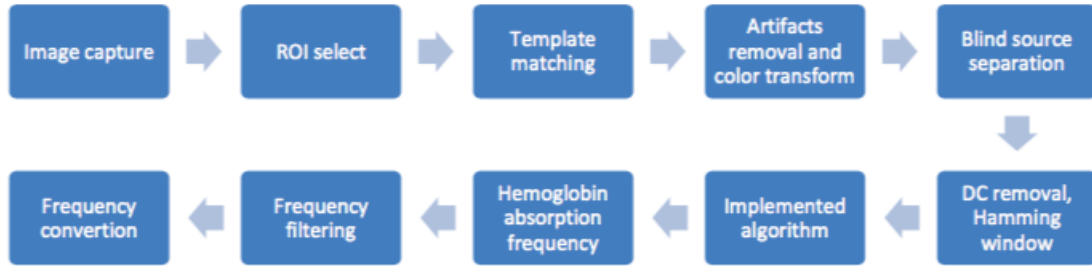 Image capture
ROI select
Template
matching
Artifacts
removal and
color transform
Blind source
separation
DC removal,
Hamming
window
Implemented
algorithm
Hemoglobin
absorption
frequency
Frequency
filtering
Frequency
convertion